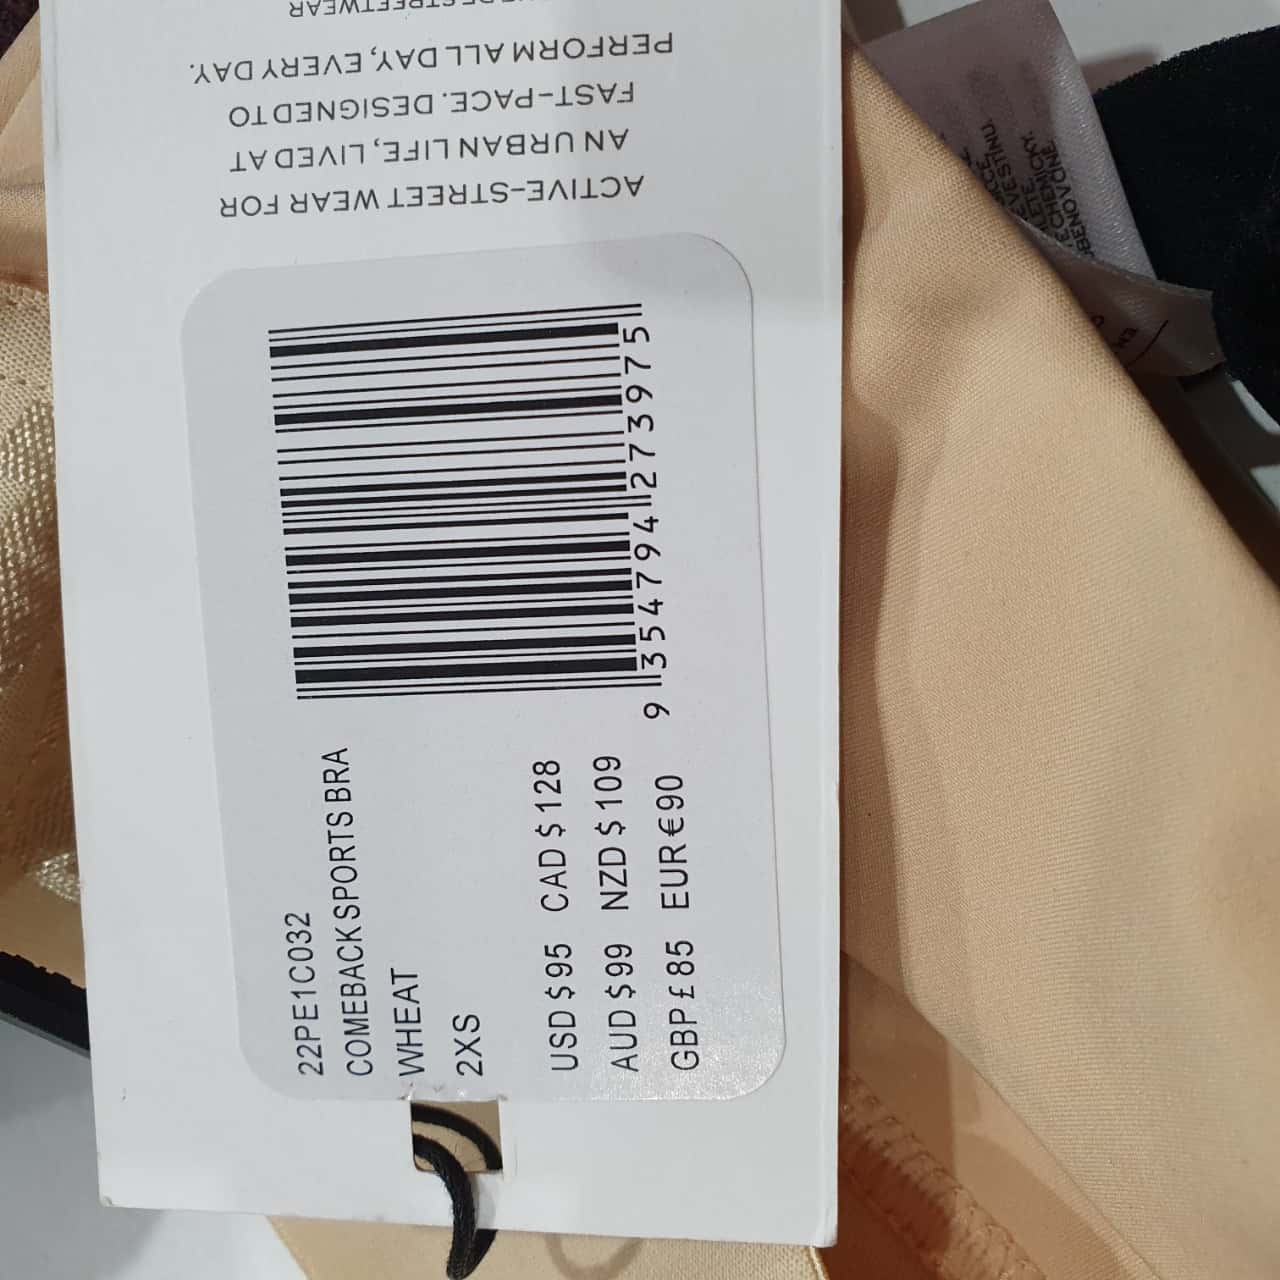 ACTIVE-STREET WEAR FOR
AN URBAN LIFE, LIVED AT
FAST-PACE. DESIGNED TO
PERFORM ALL DAY, EVERY DAY.
22PE1C032
COMEBACK SPORTS BRA
WHEAT
2XS
USD $ 95 CAD $ 128
AUD $ 99 NZD $ 109
GBP £ 85 EUR € 90
9 354794 273975